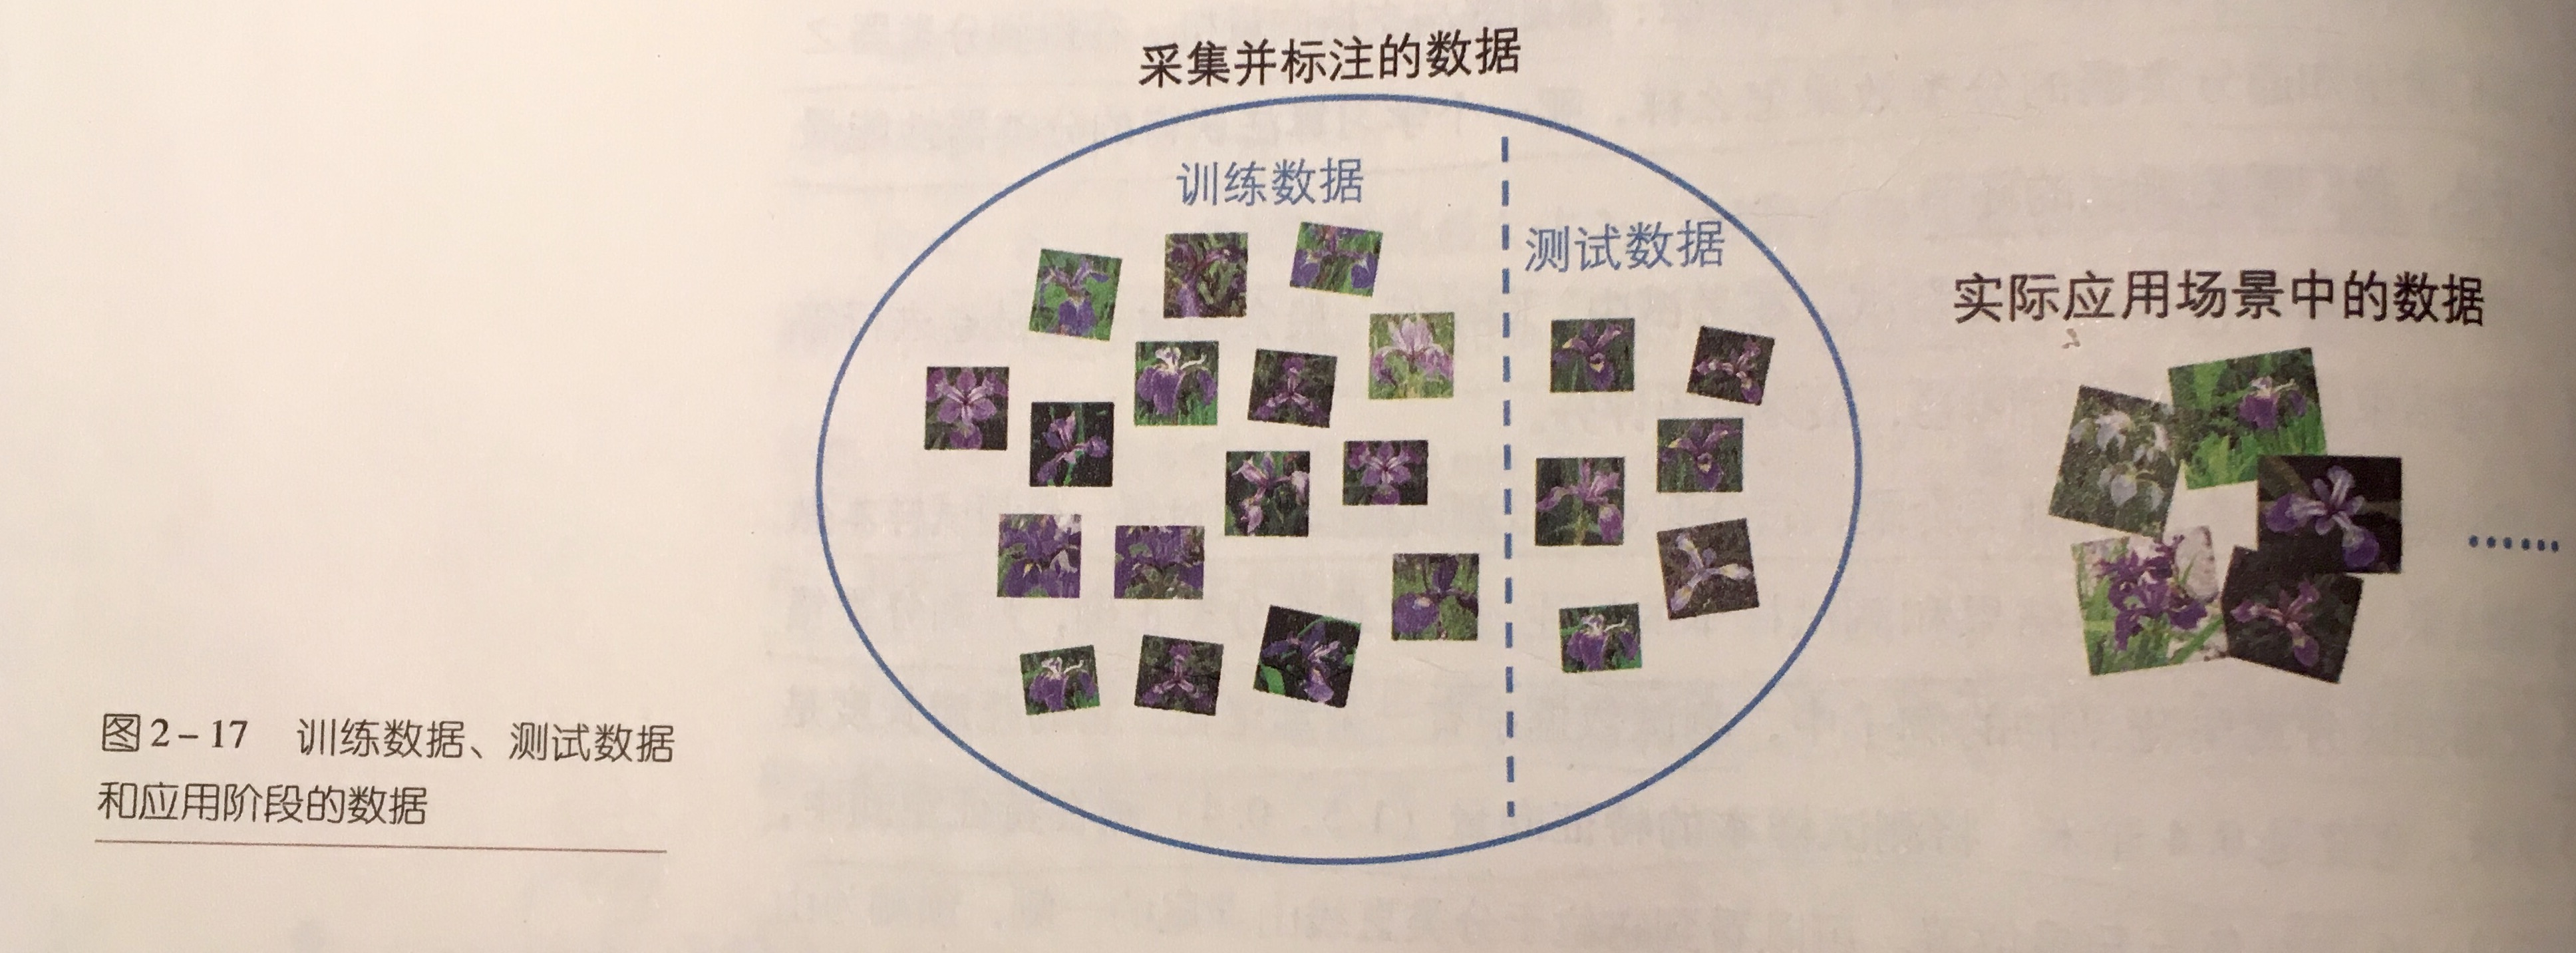 采集并标注的数据
训练数据
测试数据
实际应用场景中的数据
······
图2-17 训练数据、测试数据
和应用阶段的数据